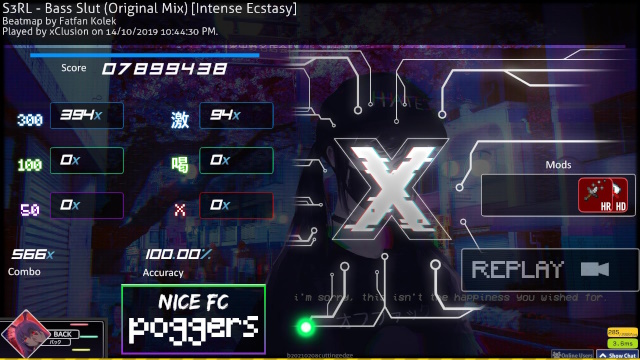 S3RL - Bass Slut (Original Mix) [Intense Ecstasy]
Beatmap by Fatfan Kolek
Played by xClusion on 14/10/2019 10:44:30 PM.
Score 07899438
300 394x 激 94x
100 0x 喝 0x
50 0x X 0x
X
Mods
HR HD
566x 100.00%
Combo Accuracy
REPLAY
i'm sorry, this isn't the happiness you wished for.
NICE FC
poggers
BACK
バック
3.5ms
Online Users Show Chat